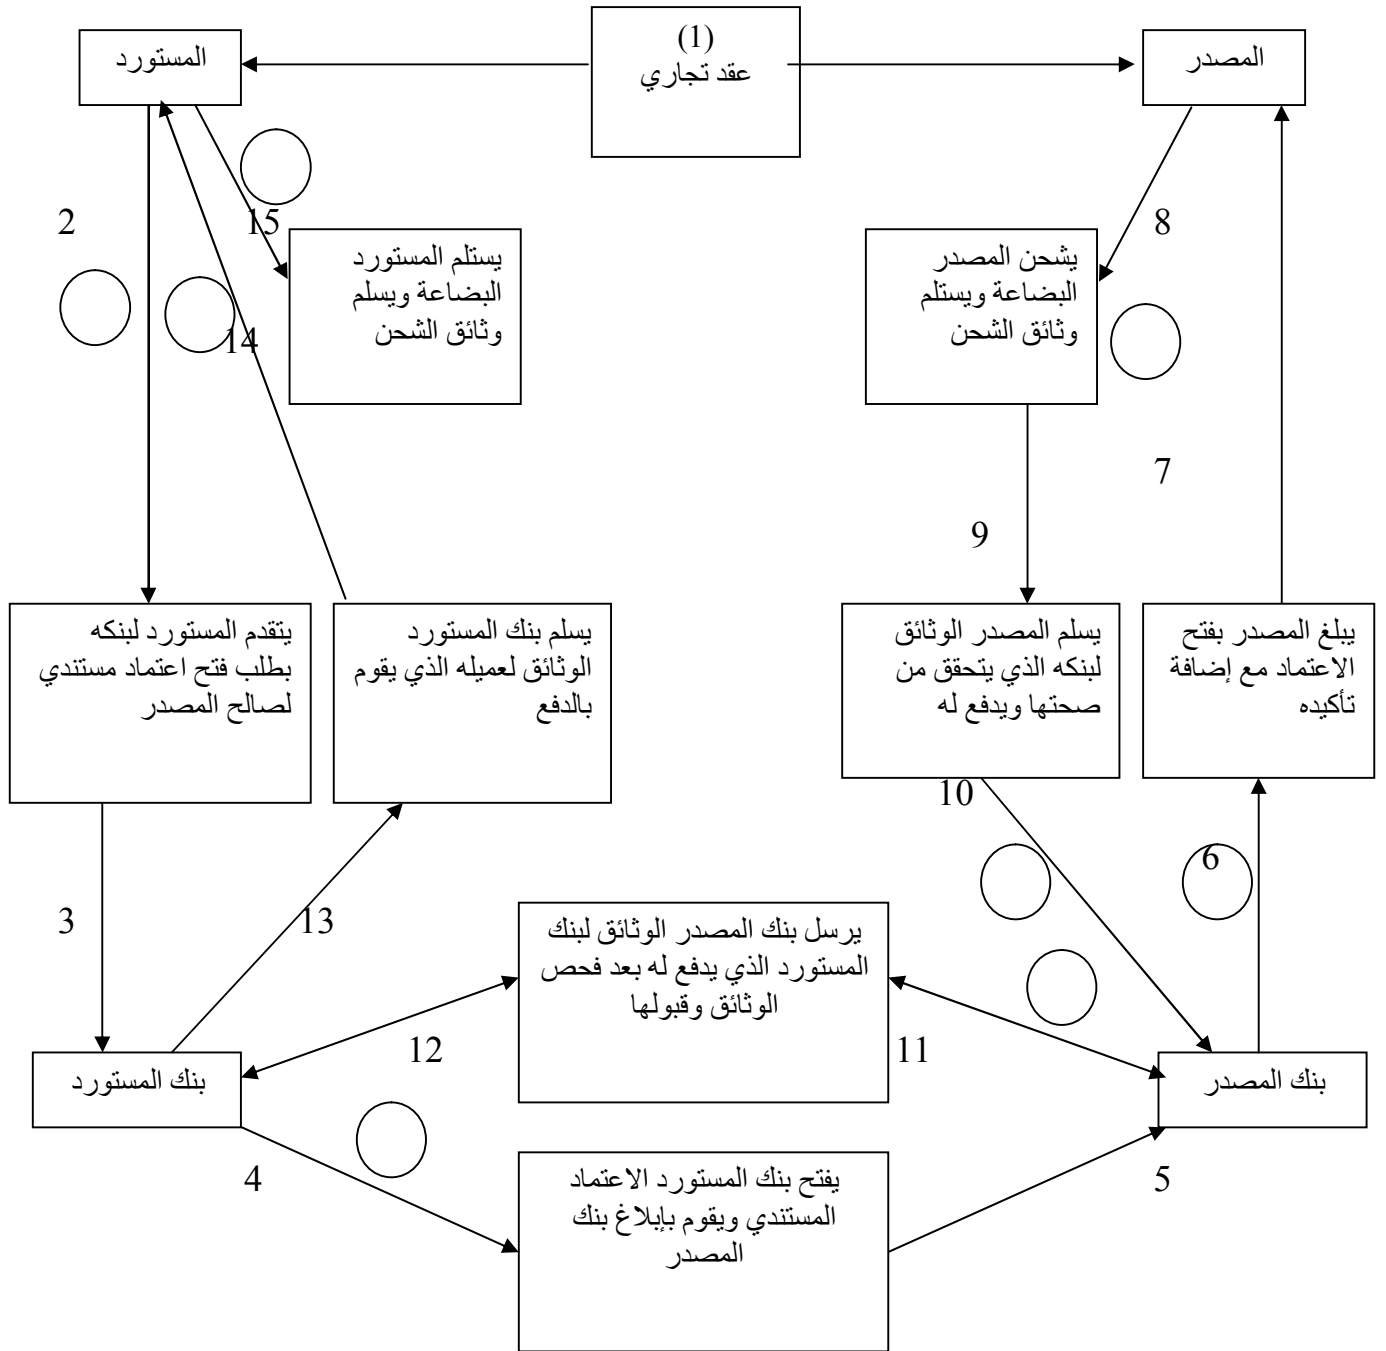 (1)
عقد تجاري
المصدر
المستورد
8
يشحن المصدر
البضاعة ويستلم
وثائق الشحن
15
يستلم المستورد
البضاعة ويسلم
وثائق الشحن
2
14
7
9
يبلغ المصدر بفتح
الاعتماد مع إضافة
تأكيده
يسلم المصدر الوثائق
لبنكه الذي يتحقق من
صحتها ويدفع له
يسلم بنك المستورد
الوثائق لعميله الذي يقوم
بالدفع
يتقدم المستورد لبنكه
بطلب فتح اعتماد مستندي
لصالح المصدر
10
6
13
3
يرسل بنك المصدر الوثائق لبنك
المستورد الذي يدفع له بعد فحص
الوثائق وقبولها
11
12
بنك المصدر
بنك المستورد
5
4
يفتح بنك المستورد الاعتماد
المستندي ويقوم بإبلاغ بنك
المصدر